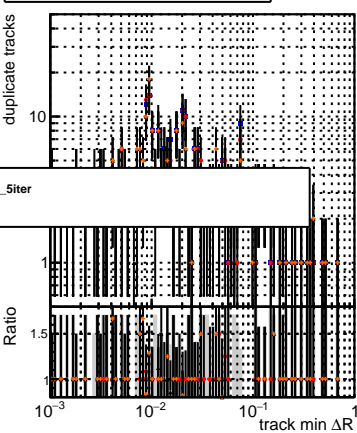 duplicate tracks
10
_5iter
1
Ratio
1.5
1
10⁻³ 10⁻² 10⁻¹ 1
track min ΔR